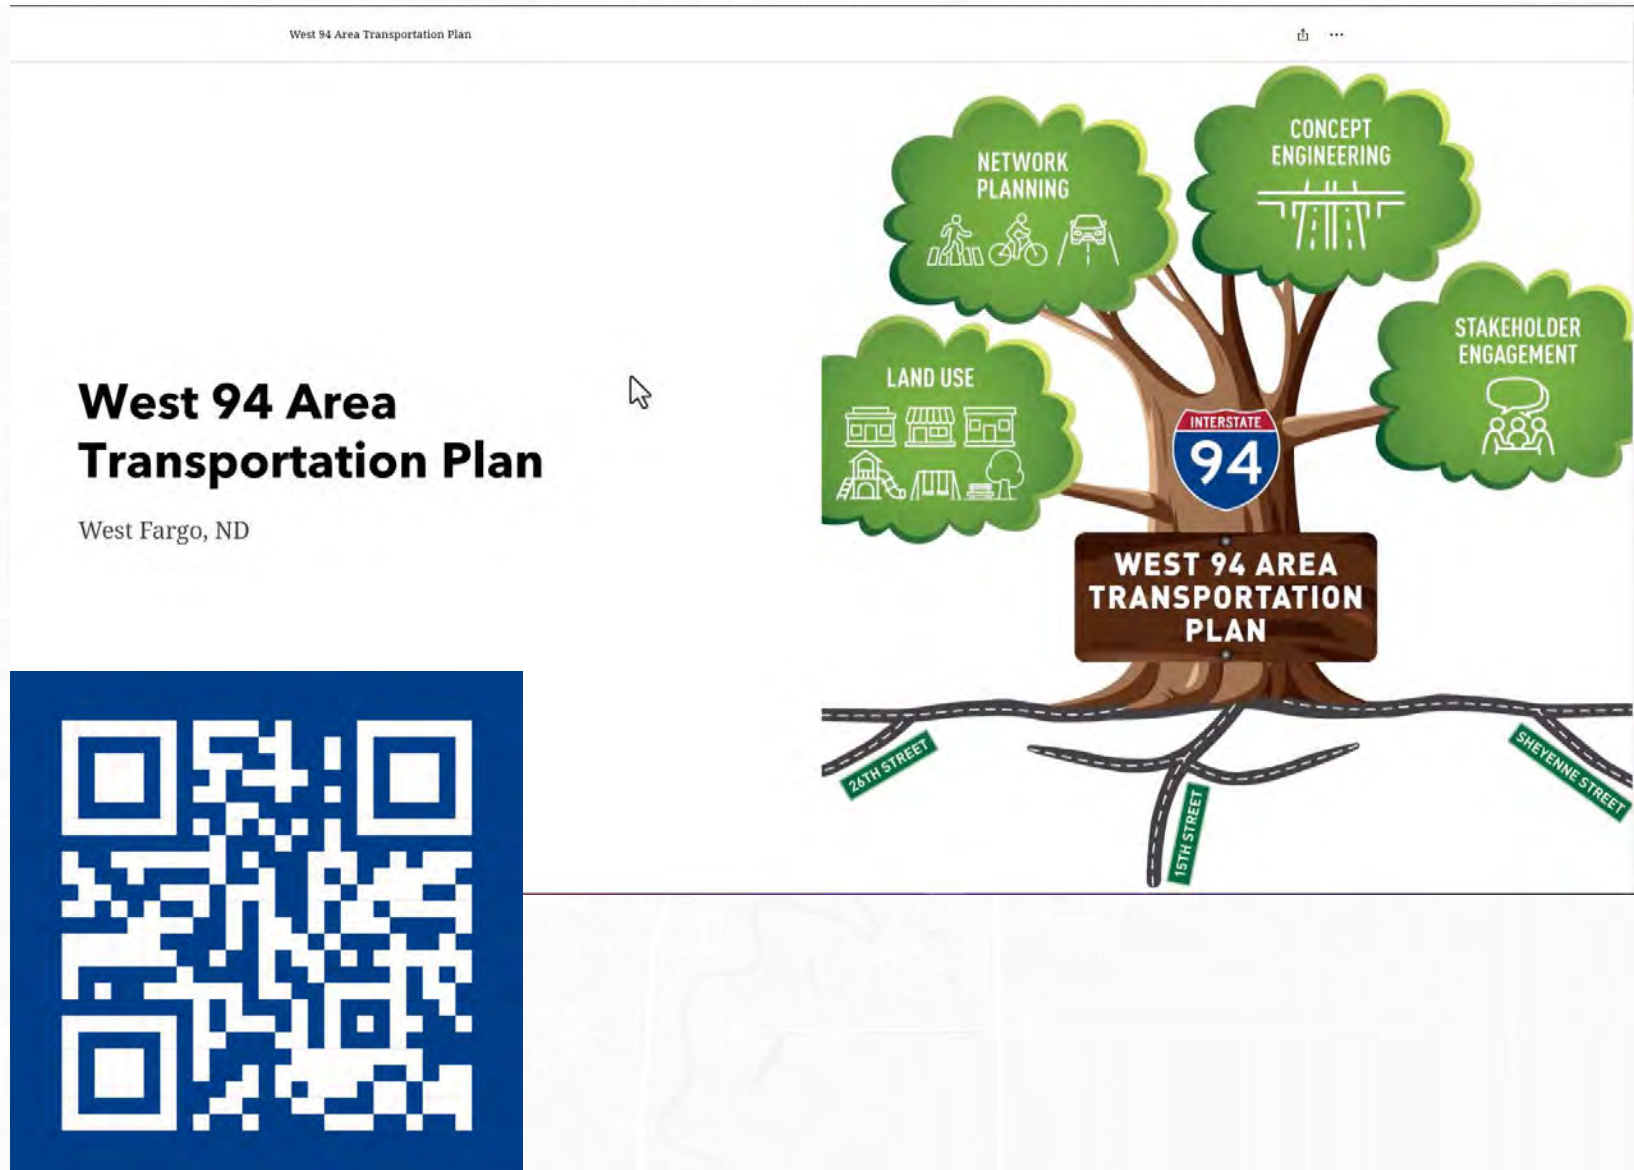 West 94 Area Transportation Plan
West 94 Area
Transportation Plan
West Fargo, ND
NETWORK
PLANNING
CONCEPT
ENGINEERING
STAKEHOLDER
ENGAGEMENT
LAND USE
INTERSTATE
94
WEST 94 AREA
TRANSPORTATION
PLAN
26TH STREET
15TH STREET
SHEYENNE STREET